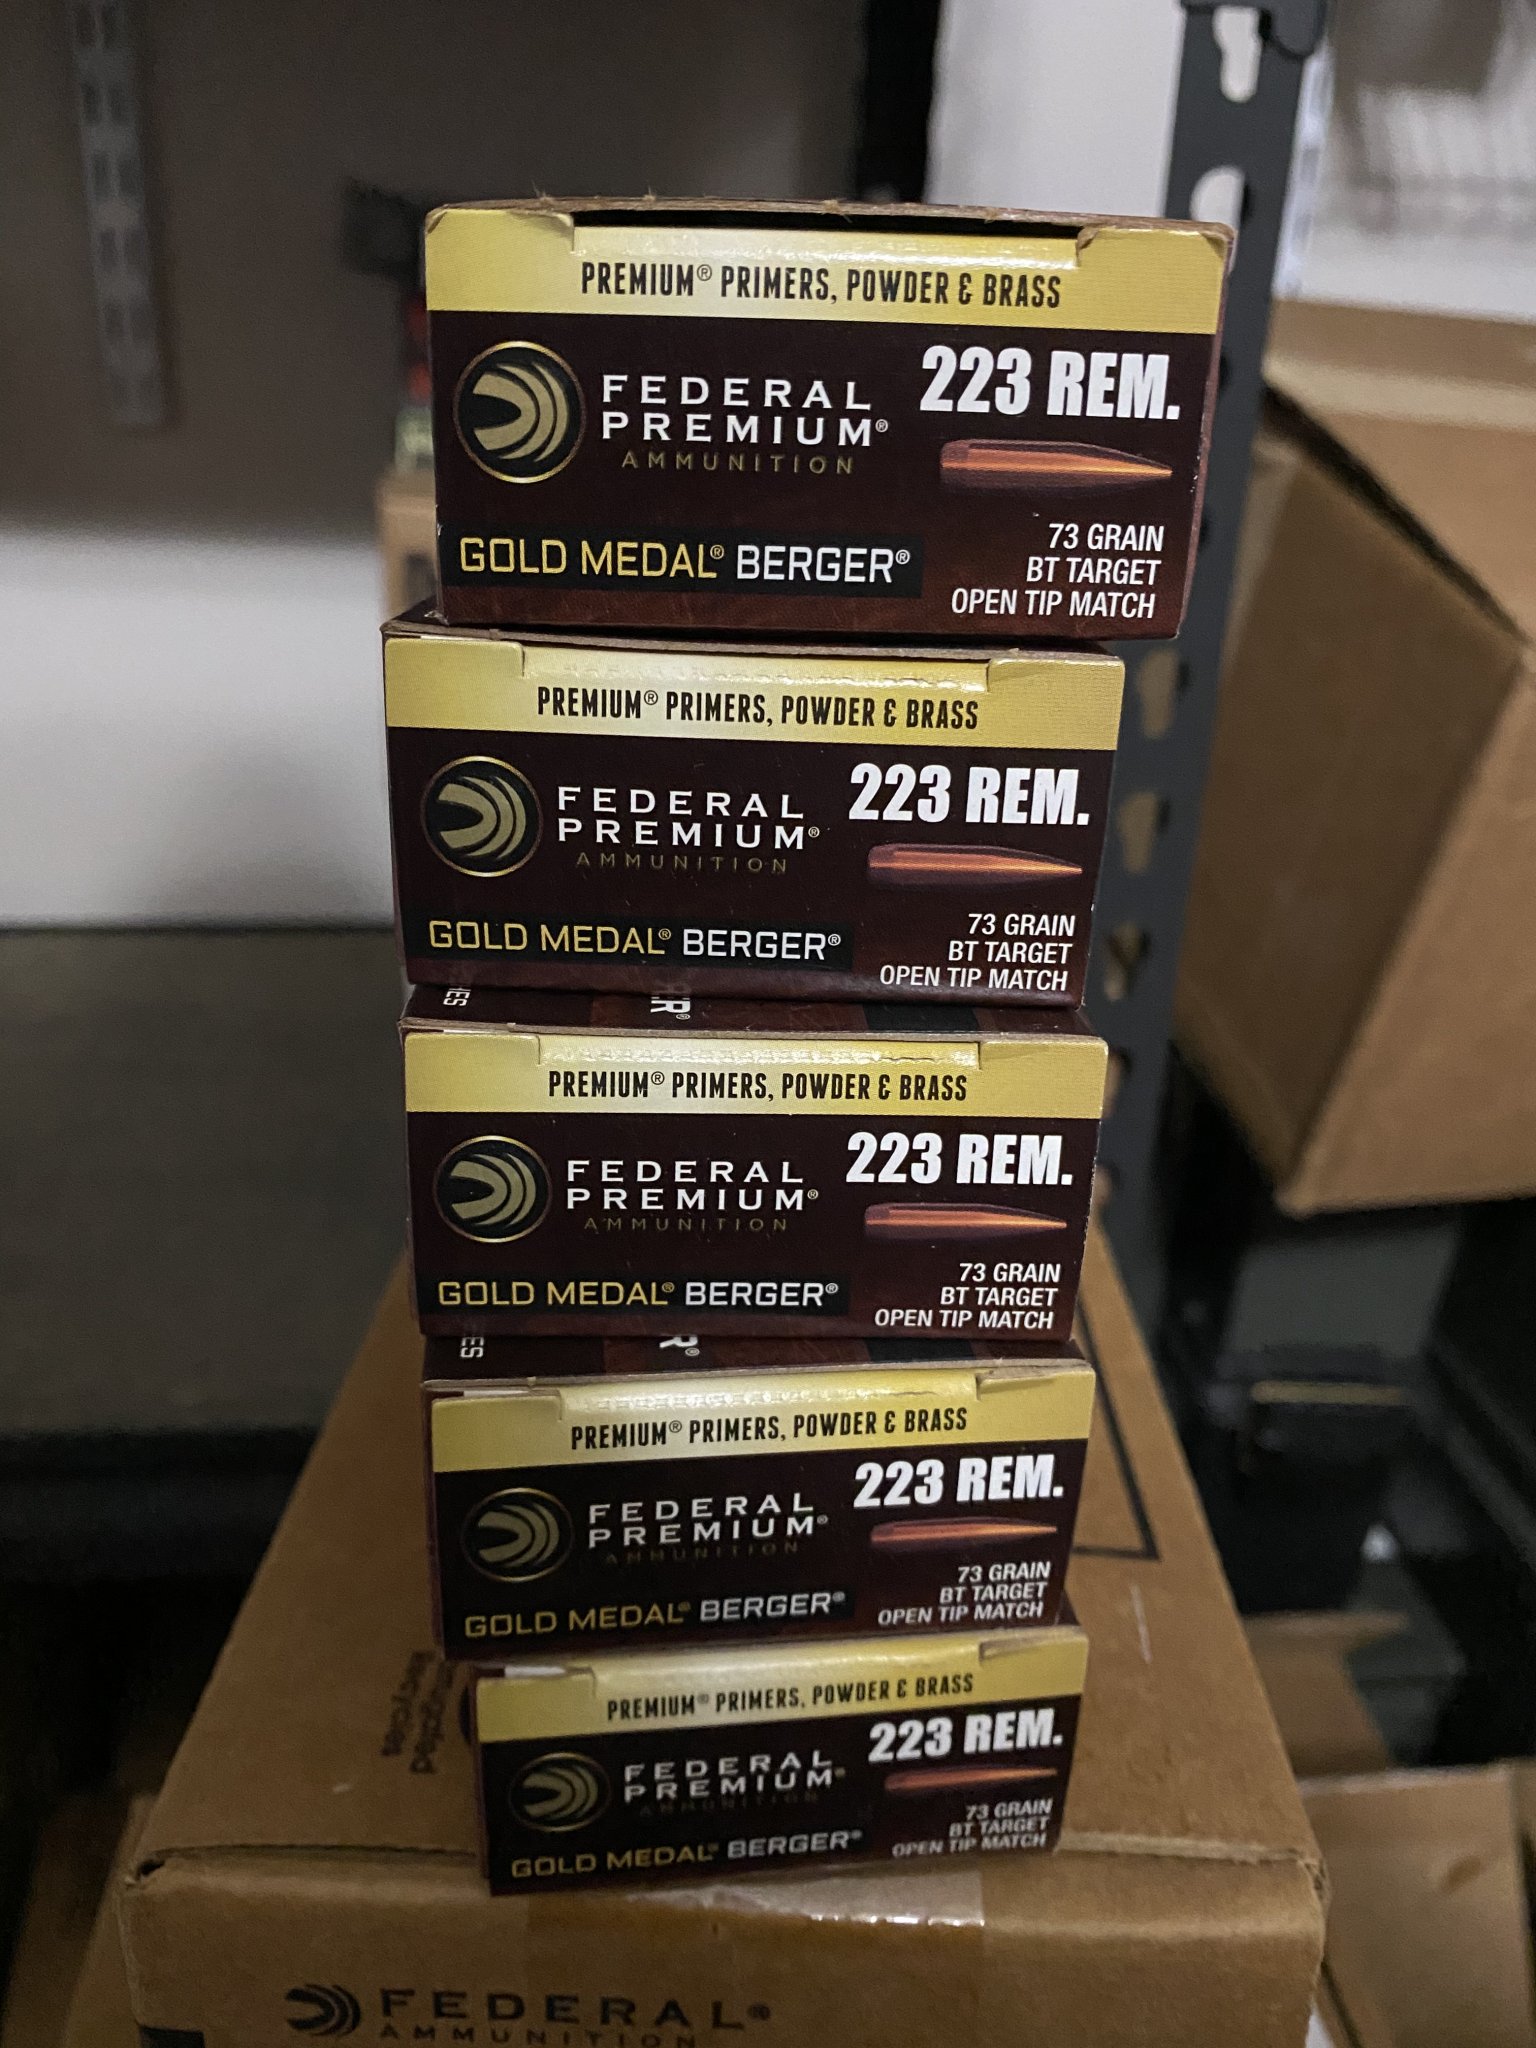 PREMIUM® PRIMERS, POWDER & BRASS
FEDERAL
PREMIUM®
AMMUNITION
223 REM.
GOLD MEDAL® BERGER®
73 GRAIN
BT TARGET
OPEN TIP MATCH
PREMIUM® PRIMERS, POWDER & BRASS
FEDERAL
PREMIUM®
AMMUNITION
223 REM.
GOLD MEDAL® BERGER®
73 GRAIN
BT TARGET
OPEN TIP MATCH
PREMIUM® PRIMERS, POWDER & BRASS
FEDERAL
PREMIUM®
AMMUNITION
223 REM.
GOLD MEDAL® BERGER®
73 GRAIN
BT TARGET
OPEN TIP MATCH
PREMIUM® PRIMERS, POWDER & BRASS
FEDERAL
PREMIUM®
AMMUNITION
223 REM.
GOLD MEDAL® BERGER®
73 GRAIN
BT TARGET
OPEN TIP MATCH
PREMIUM® PRIMERS, POWDER & BRASS
FEDERAL
PREMIUM®
AMMUNITION
223 REM.
GOLD MEDAL® BERGER®
73 GRAIN
BT TARGET
OPEN TIP MATCH
FEDERAL®
AMMUNITION